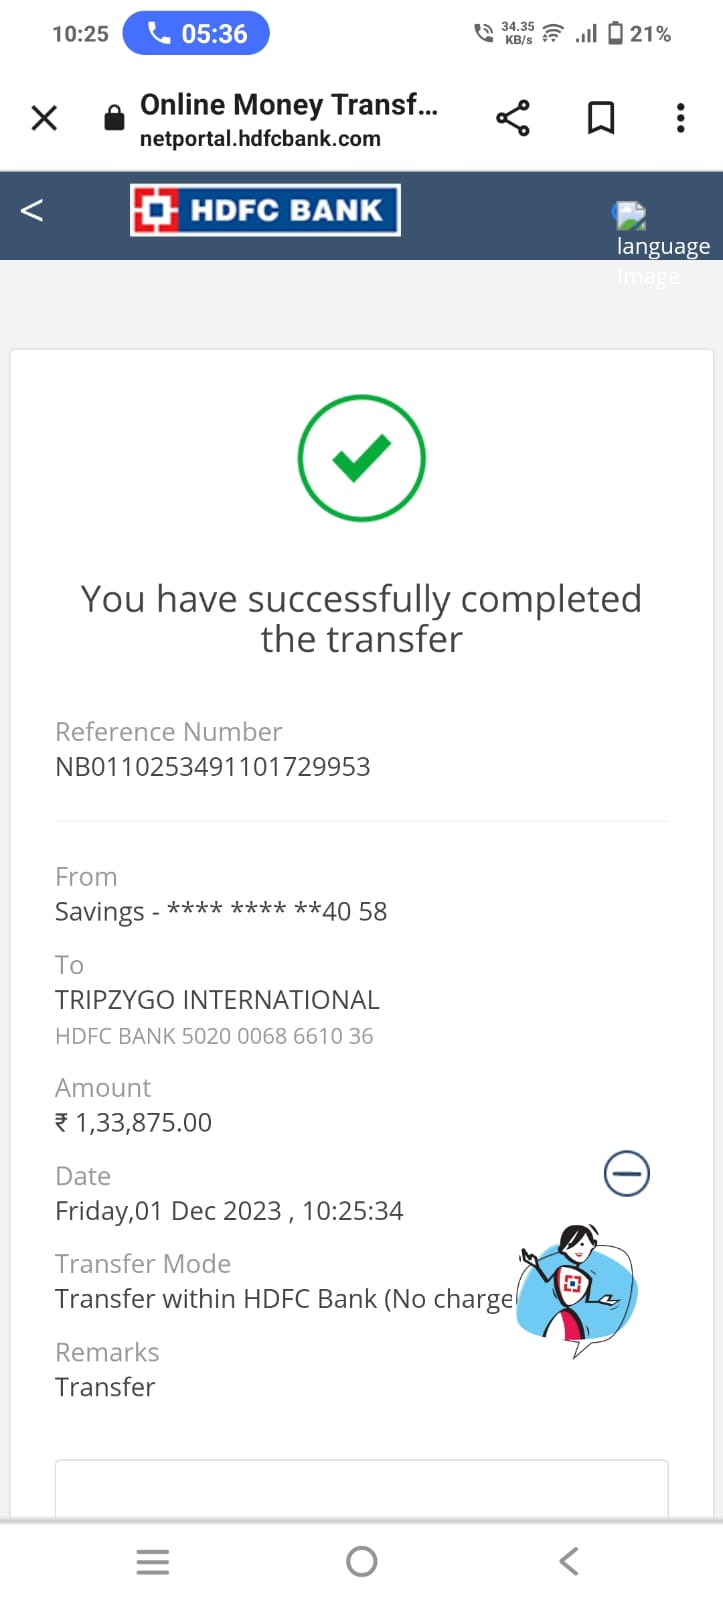 10:25 05:36 34.35 KB/s 21%
Online Money Transf...
netportal.hdfcbank.com
< HDFC BANK
language
Image
You have successfully completed
the transfer
Reference Number
NB0110253491101729953
From
Savings - **** **** **40 58
To
TRIPZYGO INTERNATIONAL
HDFC BANK 5020 0068 6610 36
Amount
₹ 1,33,875.00
Date
Friday,01 Dec 2023 , 10:25:34
Transfer Mode
Transfer within HDFC Bank (No charge
Remarks
Transfer